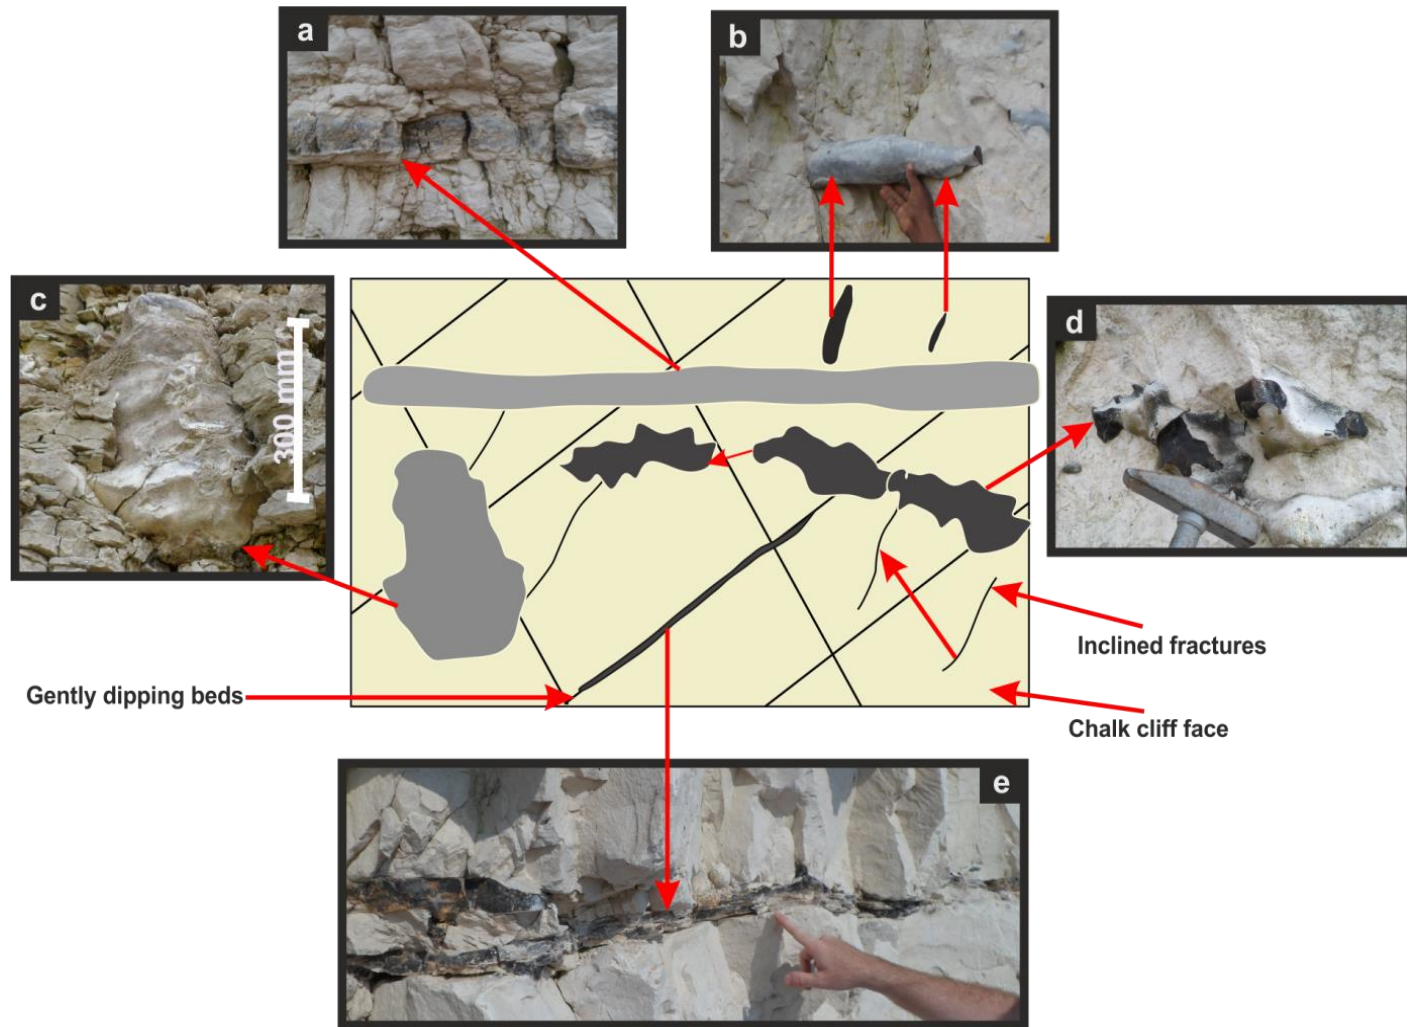 a
b
c
300 mm
d
Inclined fractures
Gently dipping beds
Chalk cliff face
e